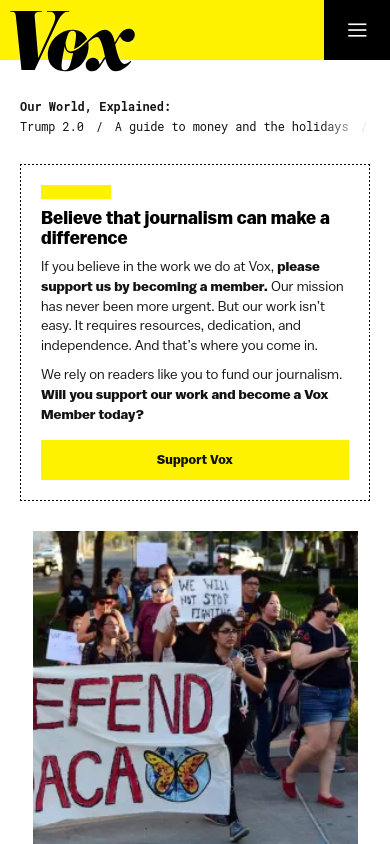 Vox
Our World, Explained:
Trump 2.0 / A guide to money and the holidays /
Believe that journalism can make a
difference
If you believe in the work we do at Vox, please
support us by becoming a member. Our mission
has never been more urgent. But our work isn't
easy. It requires resources, dedication, and
independence. And that's where you come in.
We rely on readers like you to fund our journalism.
Will you support our work and become a Vox
Member today?
Support Vox
WE WILL
NOT STOP
FIGHTING
EFEND
ACA